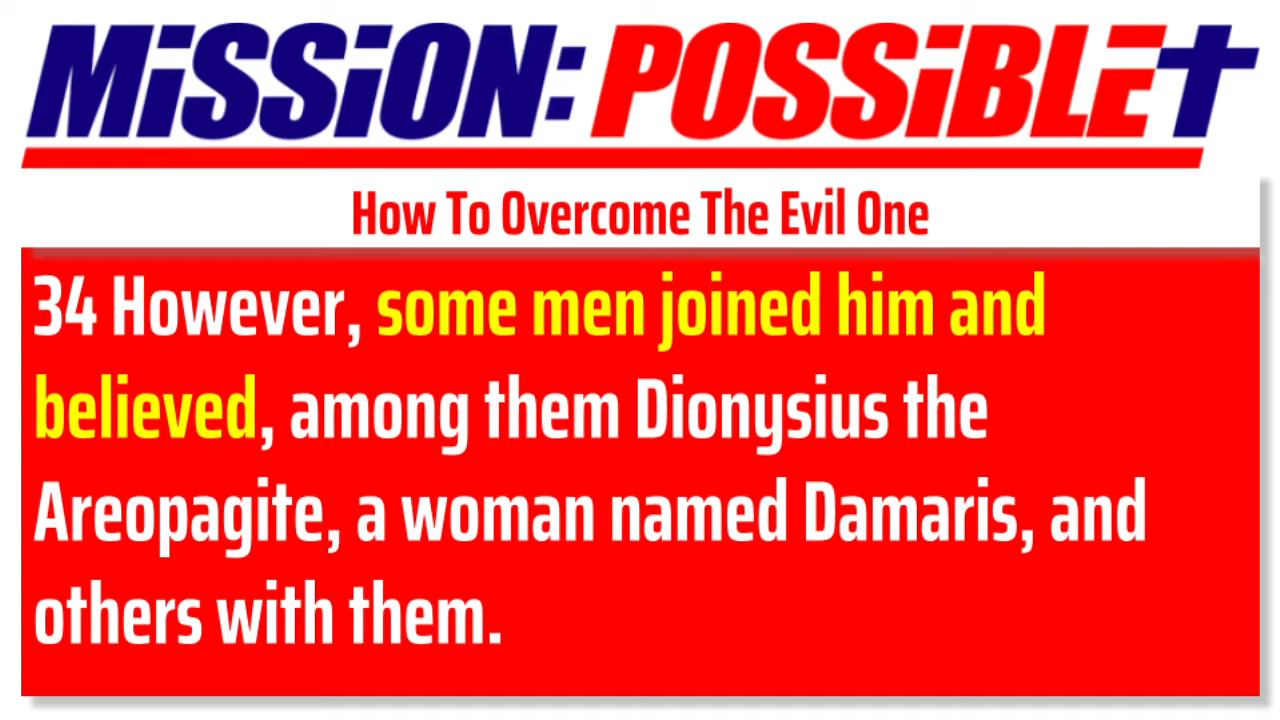 MiSSiON: POSSiBLE
How To Overcome The Evil One
34 However, some men joined him and
believed, among them Dionysius the
Areopagite, a woman named Damaris, and
others with them.